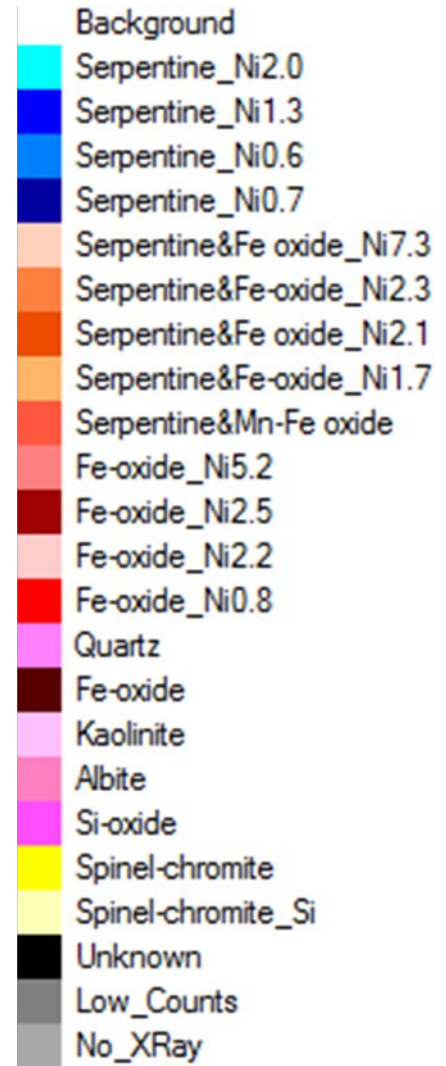 Background
Serpentine_Ni2.0
Serpentine_Ni1.3
Serpentine_Ni0.6
Serpentine_Ni0.7
Serpentine&Fe oxide_Ni7.3
Serpentine&Fe-oxide_Ni2.3
Serpentine&Fe oxide_Ni2.1
Serpentine&Fe-oxide_Ni1.7
Serpentine&Mn-Fe oxide
Fe-oxide_Ni5.2
Fe-oxide_Ni2.5
Fe-oxide_Ni2.2
Fe-oxide_Ni0.8
Quartz
Fe-oxide
Kaolinite
Albite
Si-oxide
Spinel-chromite
Spinel-chromite_Si
Unknown
Low_Counts
No_XRay